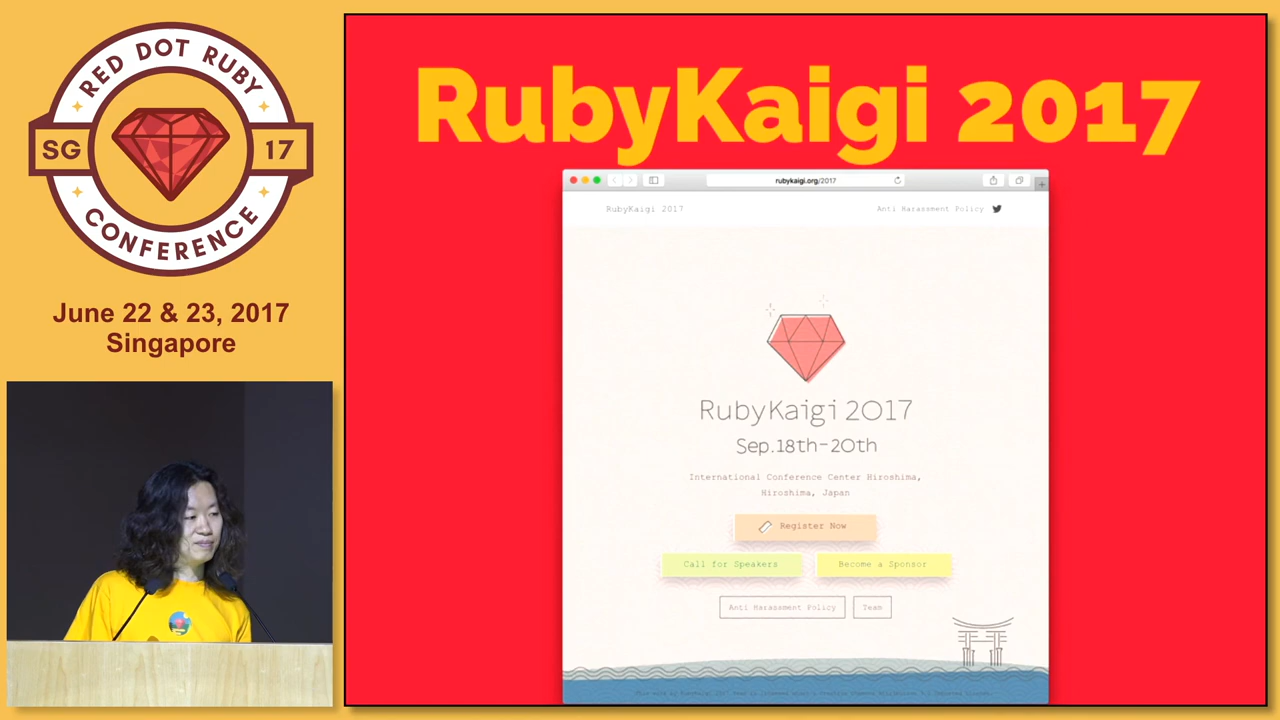 RED DOT RUBY
SG
17
CONFERENCE
June 22 & 23, 2017
Singapore
RubyKaigi 2017
rubykaigi.org/2017
RubyKaigi 2017
Anti Harassment Policy
RubyKaigi 2017
Sep.18th-20th
International Conference Center Hiroshima,
Hiroshima, Japan
Register Now
Call for Speakers
Become a Sponsor
Anti Harassment Policy
Team